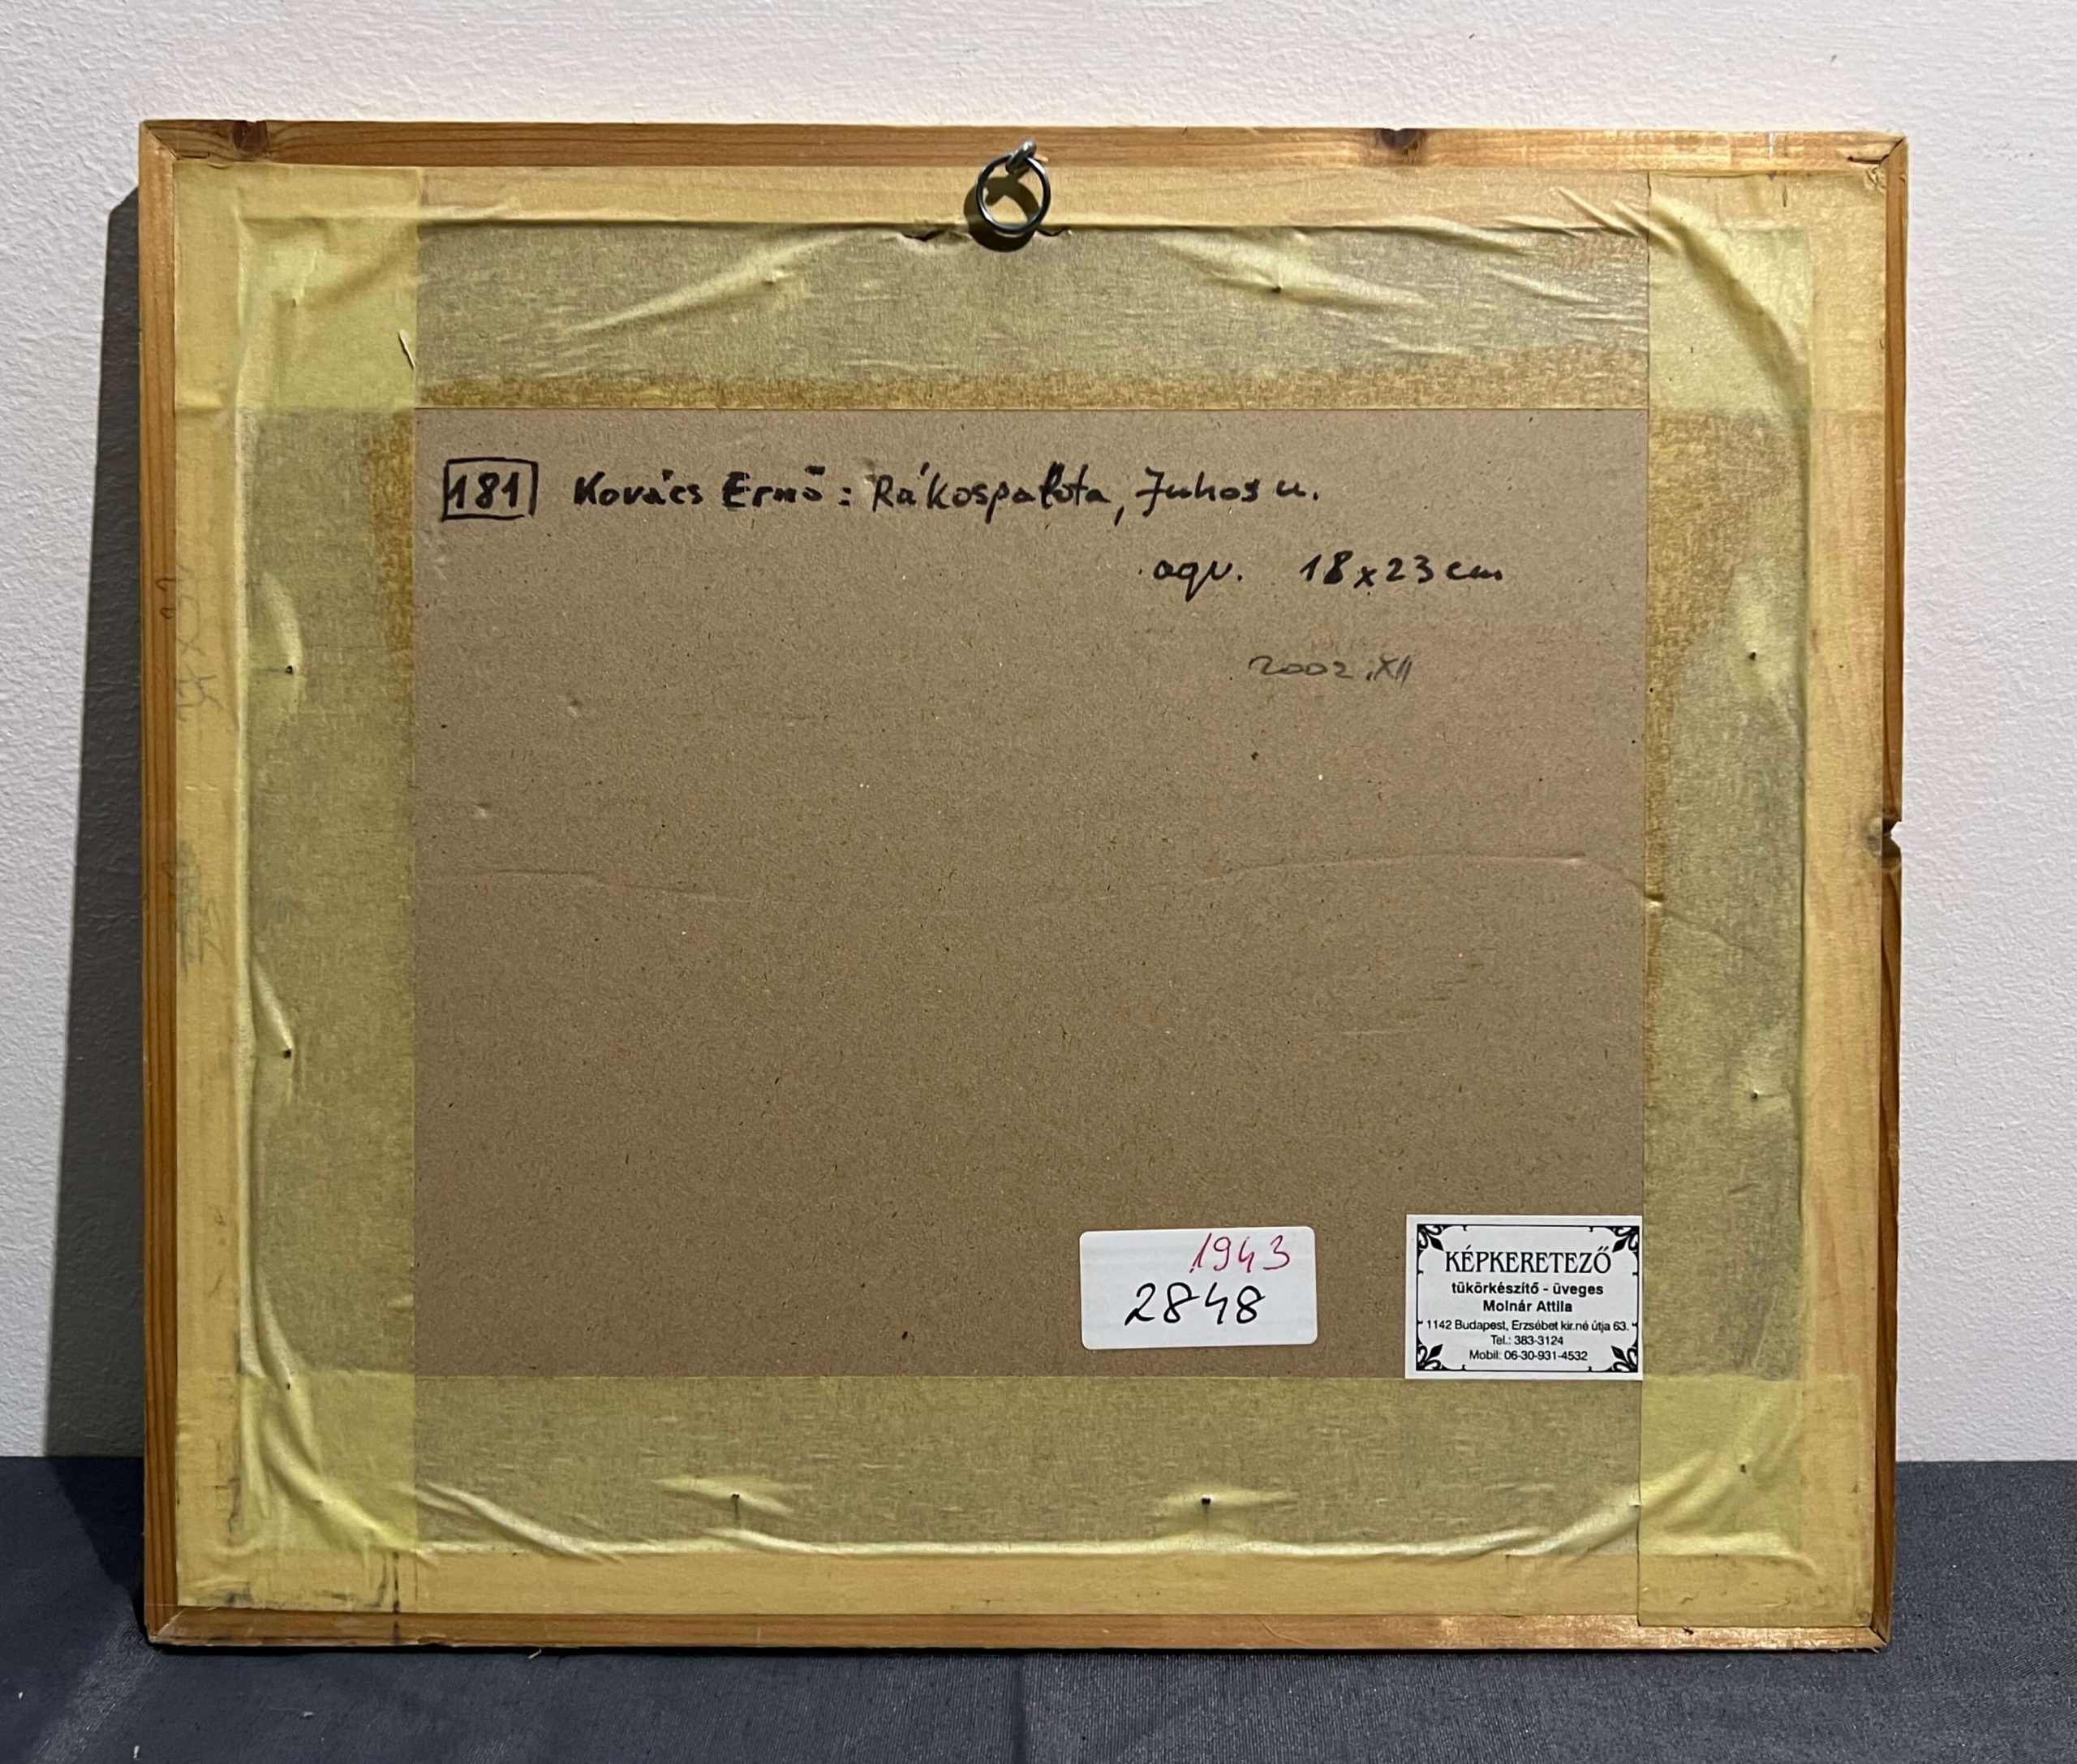 181 Kovács Ernő: Rákospalota, Juhos u.
aqv. 18x23 cm
2002.XII
1943
2848
KÉPKERETEZŐ
tükörkészítő - üveges
Molnár Attila
1142 Budapest, Erzsébet kir.né útja 63.
Tel.: 383-3124
Mobil: 06-30-931-4532